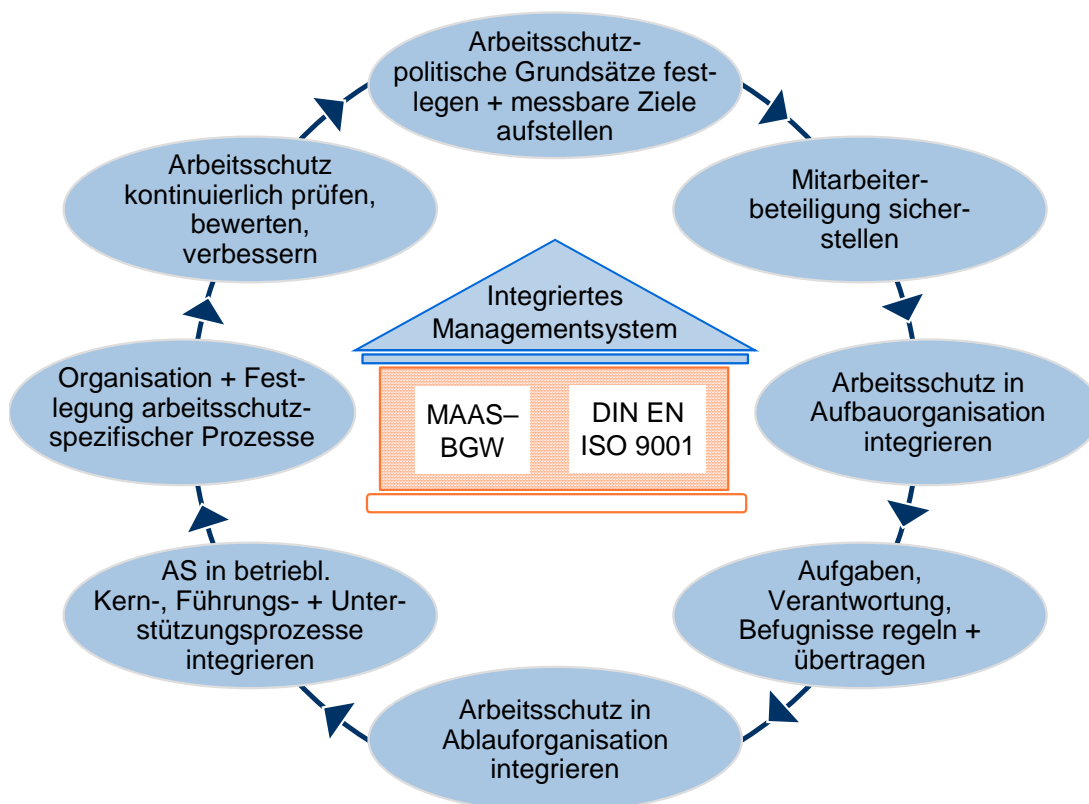 Arbeitsschutz-
politische Grundsätze fest-
legen + messbare Ziele
aufstellen
Mitarbeiter-
beteiligung sicher-
stellen
Arbeitsschutz in
Aufbauorganisation
integrieren
Aufgaben,
Verantwortung,
Befugnisse regeln +
übertragen
Arbeitsschutz in
Ablauforganisation
integrieren
AS in betriebl.
Kern-, Führungs- + Unter-
stützungsprozesse
integrieren
Organisation + Fest-
legung arbeitsschutz-
spezifischer Prozesse
Arbeitsschutz
kontinuierlich prüfen,
bewerten,
verbessern
Integriertes
Managementsystem
MAAS–
BGW
DIN EN
ISO 9001